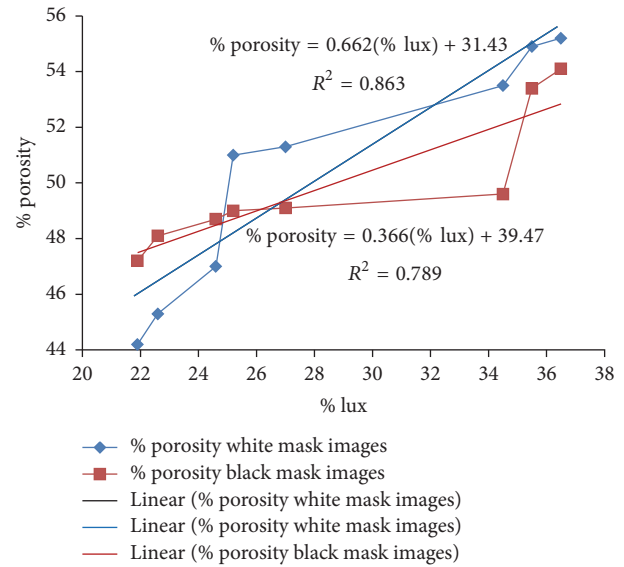 56
54
52
50
48
46
44
% porosity
% porosity = 0.662(% lux) + 31.43
R² = 0.863
% porosity = 0.366(% lux) + 39.47
R² = 0.789
20 22 24 26 28 30 32 34 36 38
% lux
% porosity white mask images
% porosity black mask images
Linear (% porosity white mask images)
Linear (% porosity white mask images)
Linear (% porosity black mask images)